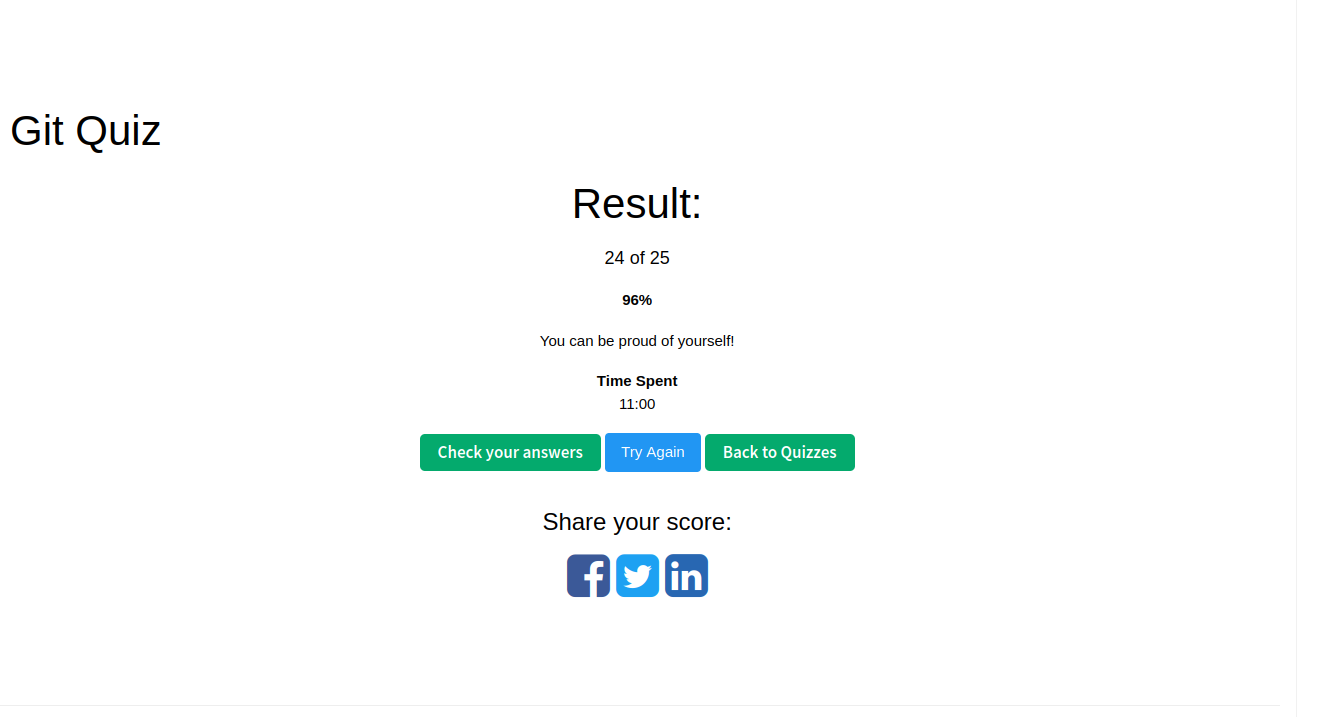 Git Quiz
Result:
24 of 25
96%
You can be proud of yourself!
Time Spent
11:00
Check your answers Try Again Back to Quizzes
Share your score: